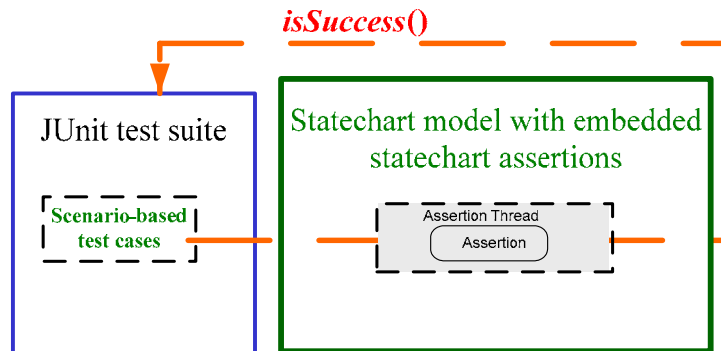 isSuccess()
JUnit test suite
Statechart model with embedded
statechart assertions
Scenario-based
test cases
Assertion Thread
Assertion